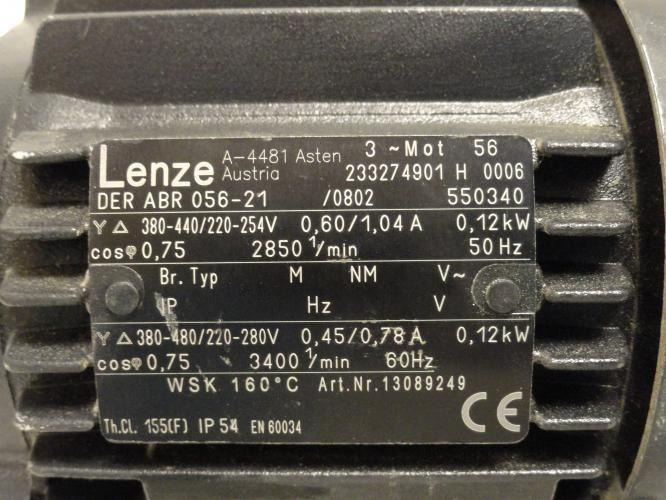 Lenze A-4481 Asten 3 ~Mot 56
Austria 233274901 H 0006
DER ABR 056-21 /0802 550340
Y Δ 380-440/220-254V 0,60/1,04 A 0,12kW
cosφ 0,75 2850 1/min 50 Hz
Br. Typ M NM V~
IP Hz V
Y Δ 380-480/220-280V 0,45/0,78 A 0,12kW
cosφ 0,75 3400 1/min 60Hz
WSK 160°C Art.Nr.13089249
Th.Cl. 155(F) IP 54 EN 60034 CE